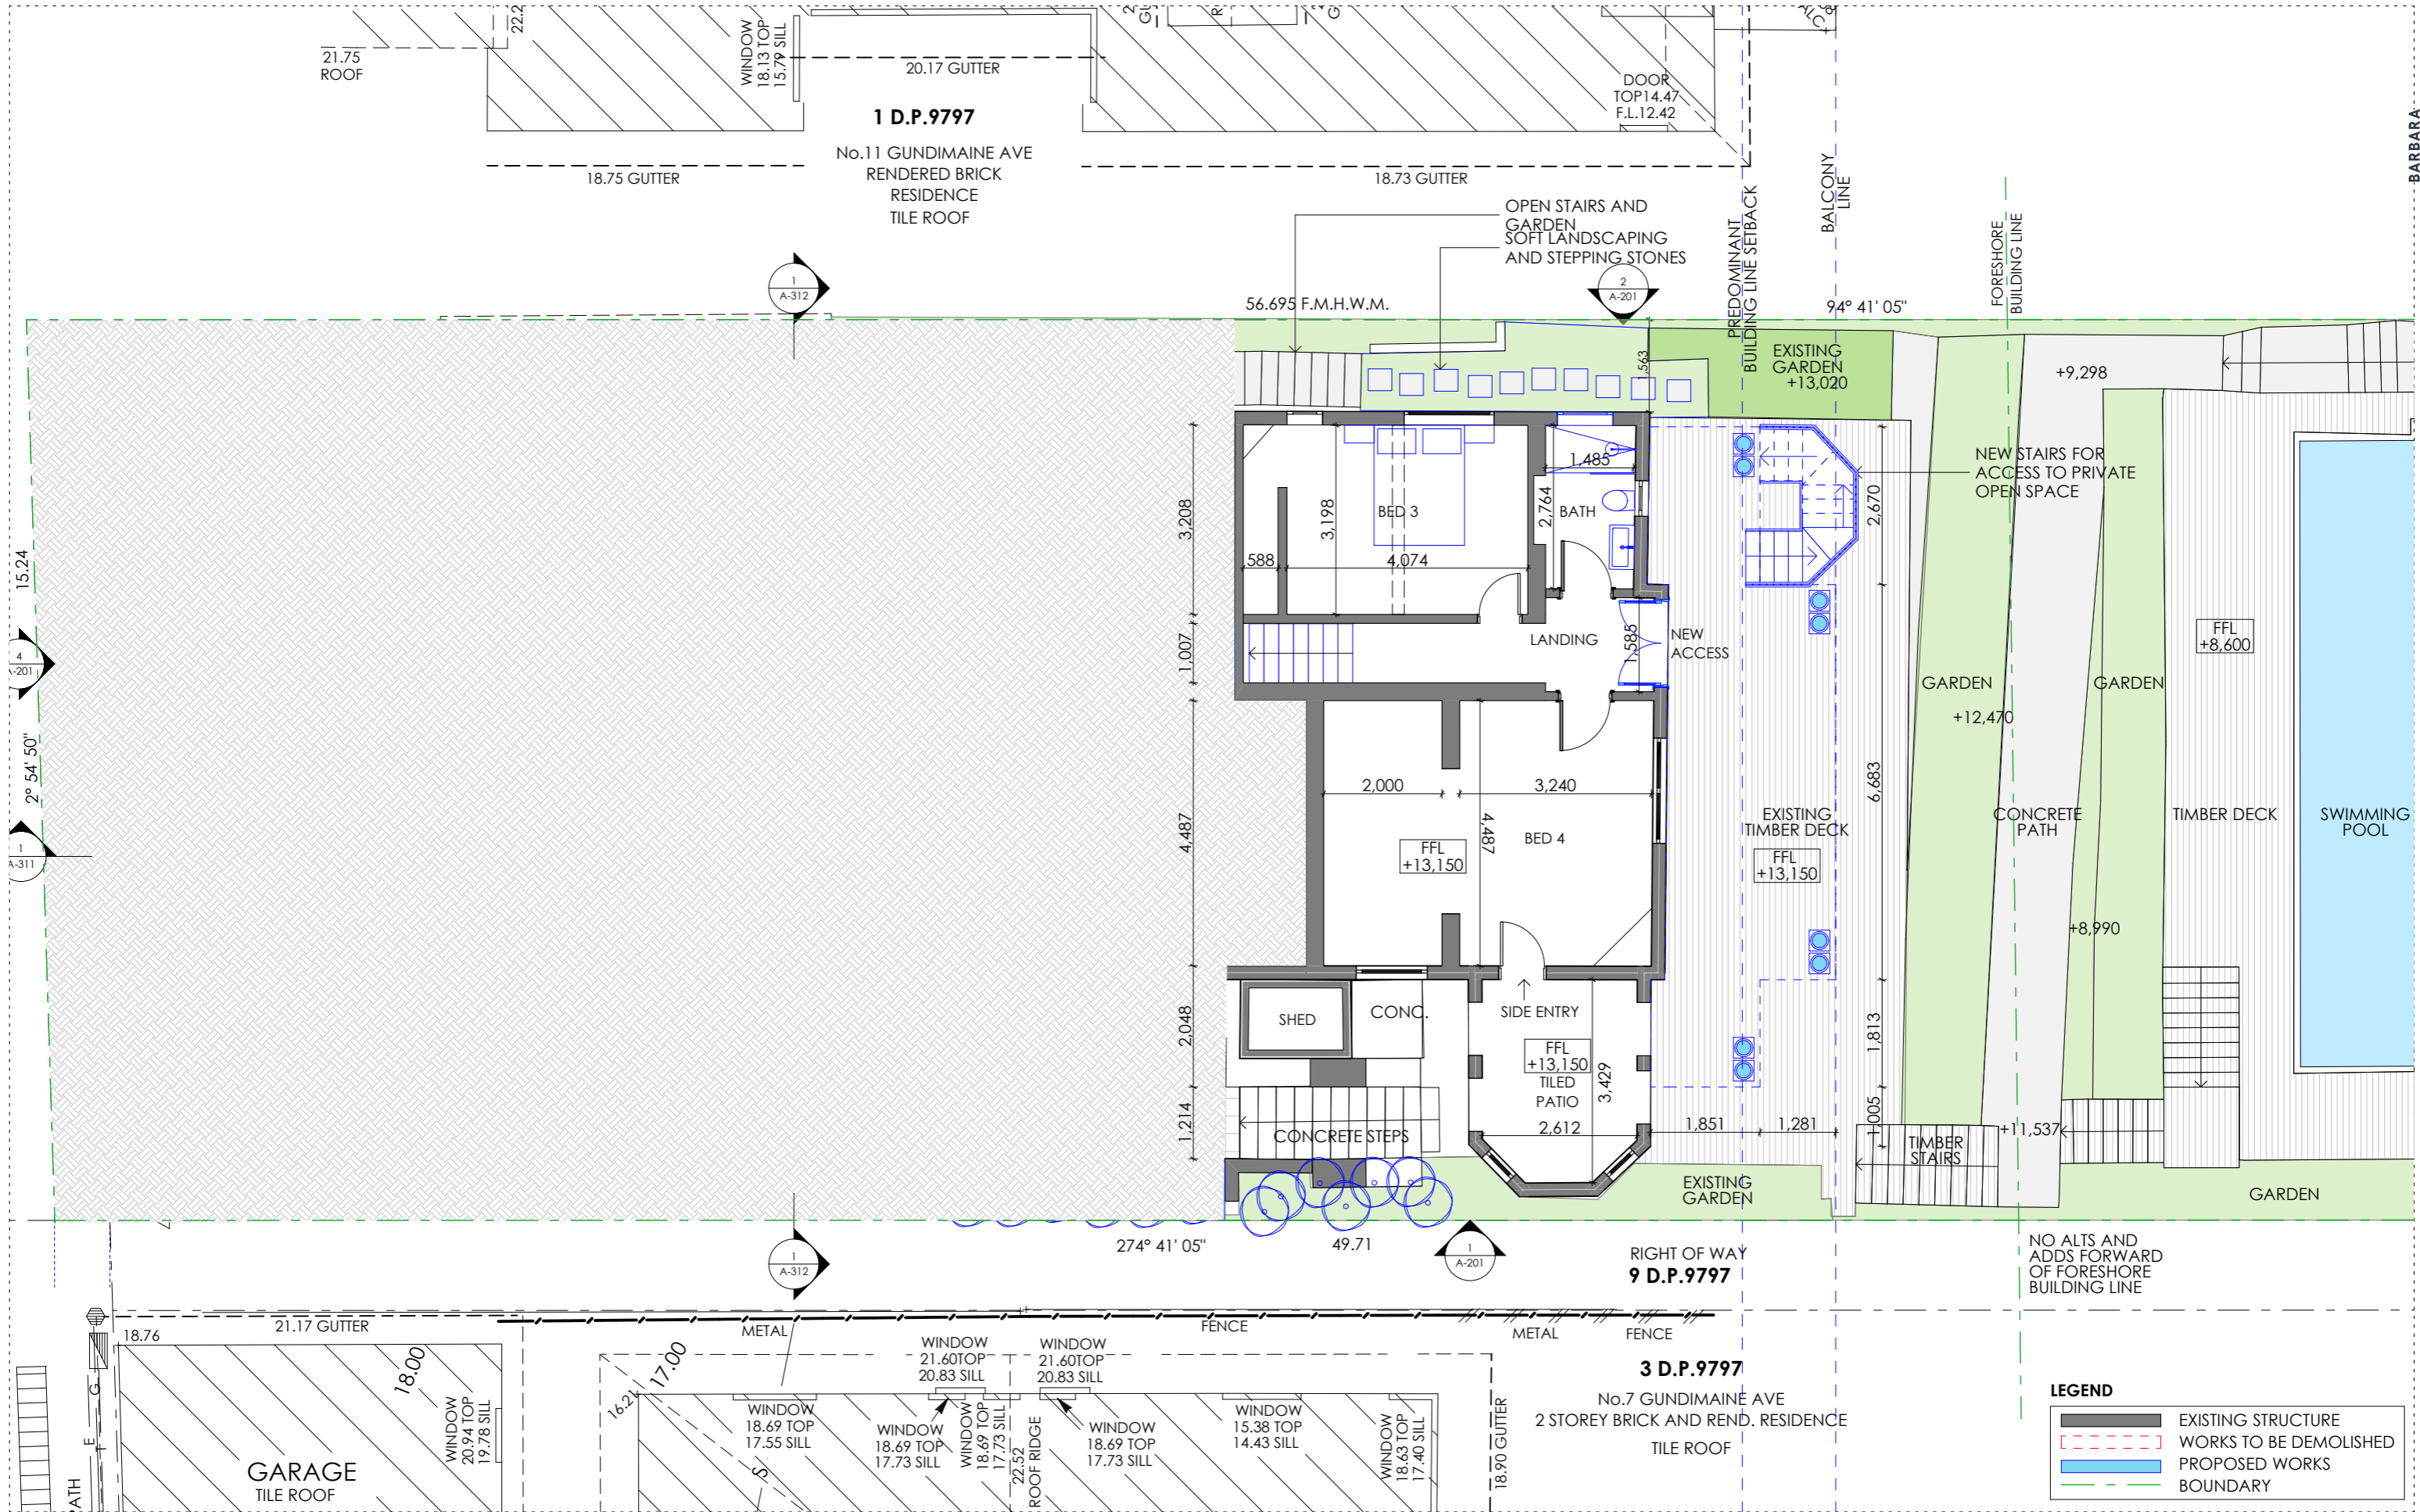 21.75
ROOF
22.2
WINDOW
18.13 TOP
15.79 SILL
20.17 GUTTER
DOOR
TOP14.47
F.L.12.42
1 D.P.9797
No.11 GUNDIMAINE AVE
RENDERED BRICK
RESIDENCE
TILE ROOF
18.75 GUTTER
18.73 GUTTER
BARBARA
OPEN STAIRS AND
GARDEN
SOFT LANDSCAPING
AND STEPPING STONES
PREDOMINANT
BUILDING LINE SETBACK
BALCONY
LINE
FORESHORE
BUILDING LINE
1
A-312
2
A-201
56.695 F.M.H.W.M.
94° 41' 05"
1,563
EXISTING
GARDEN
+13,020
+9,298
NEW STAIRS FOR
ACCESS TO PRIVATE
OPEN SPACE
15.24
3,208
3,198
BED 3
588
4,074
1,485
2,764
BATH
2,670
4
A-201
1,007
LANDING
1,585
NEW
ACCESS
FFL
+8,600
GARDEN
GARDEN
+12,470
2° 54' 50"
1
A-311
4,487
2,000
3,240
4,487
BED 4
FFL
+13,150
6,683
EXISTING
TIMBER DECK
FFL
+13,150
CONCRETE
PATH
TIMBER DECK
SWIMMING
POOL
+8,990
2,048
SHED
CONC.
SIDE ENTRY
FFL
+13,150
TILED
PATIO
3,429
1,813
1,214
CONCRETE STEPS
2,612
1,851
1,281
1,005
TIMBER
STAIRS
+11,537
EXISTING
GARDEN
GARDEN
274° 41' 05"
49.71
1
A-312
1
A-201
RIGHT OF WAY
9 D.P.9797
NO ALTS AND
ADDS FORWARD
OF FORESHORE
BUILDING LINE
18.76
21.17 GUTTER
METAL
FENCE
METAL
FENCE
18.00
16.21
17.00
WINDOW
20.94 TOP
19.78 SILL
WINDOW
21.60TOP
20.83 SILL
WINDOW
21.60TOP
20.83 SILL
WINDOW
18.69 TOP
17.55 SILL
WINDOW
18.69 TOP
17.73 SILL
WINDOW
18.69 TOP
17.73 SILL
22.52
ROOF RIDGE
WINDOW
18.69 TOP
17.73 SILL
WINDOW
15.38 TOP
14.43 SILL
WINDOW
18.63 TOP
17.40 SILL
18.90 GUTTER
3 D.P.9797
No.7 GUNDIMAINE AVE
2 STOREY BRICK AND REND. RESIDENCE
TILE ROOF
GARAGE
TILE ROOF
G
E
S
LEGEND
EXISTING STRUCTURE
WORKS TO BE DEMOLISHED
PROPOSED WORKS
BOUNDARY